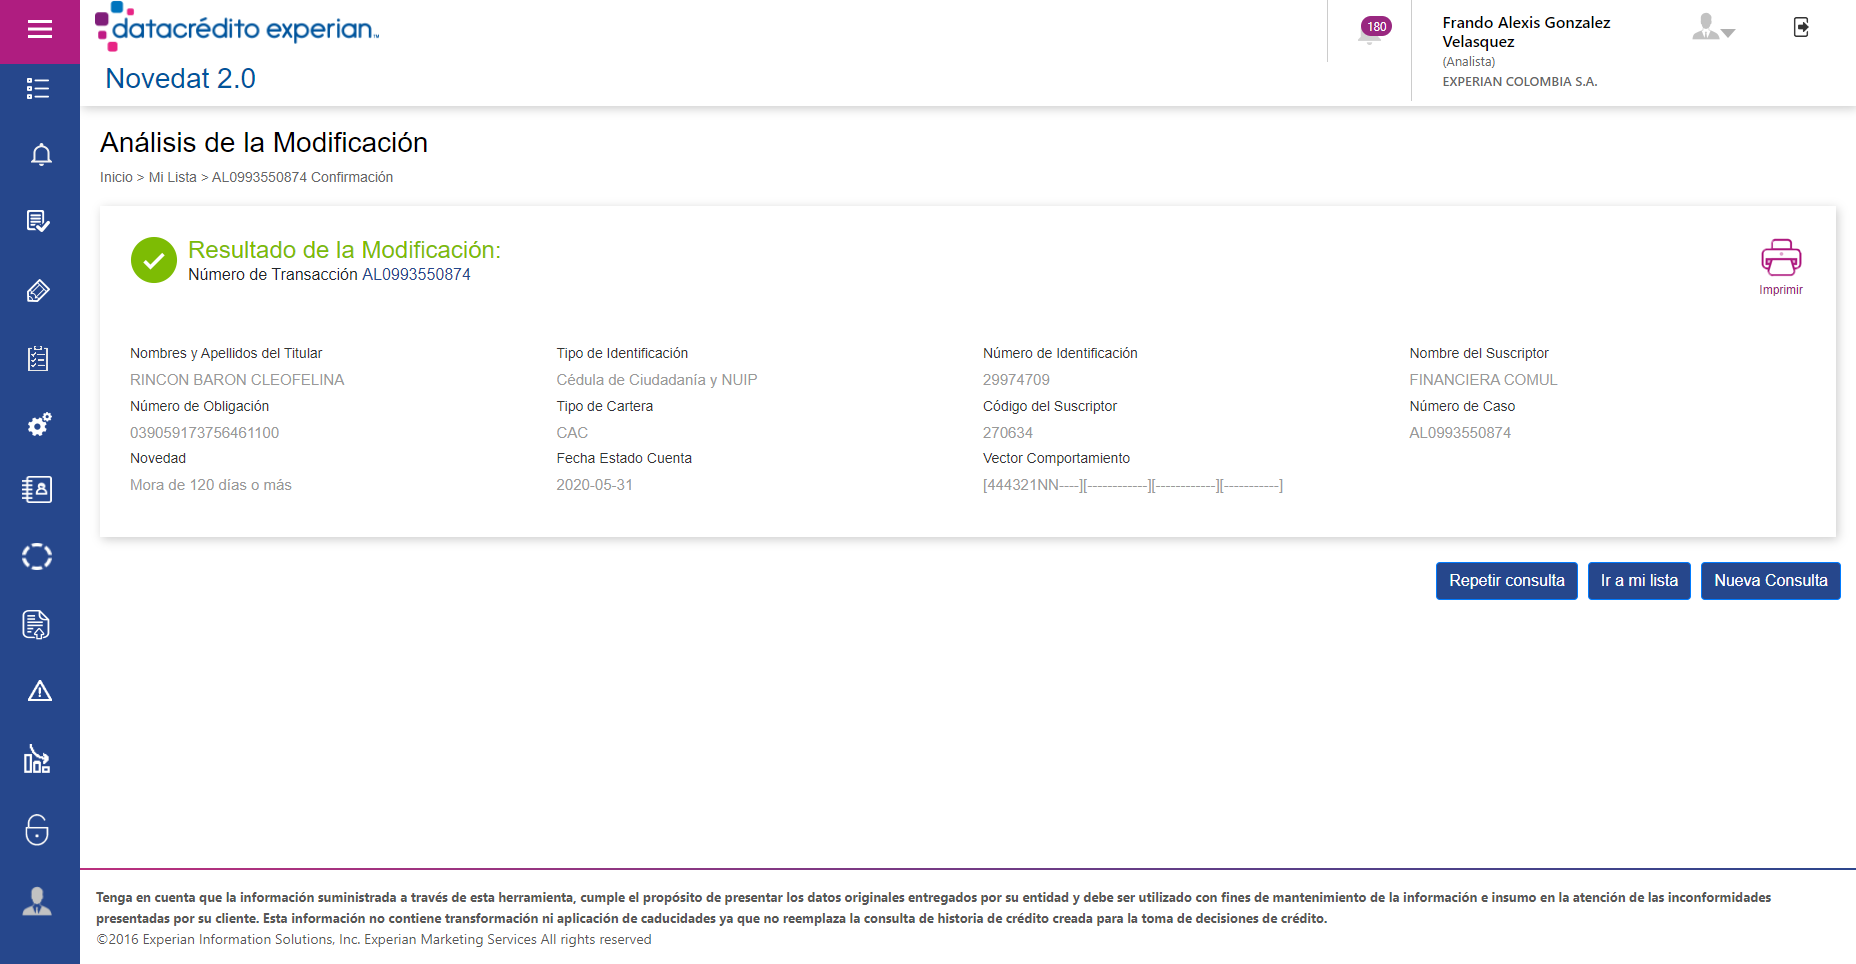 datacrédito experian™
Novedat 2.0
180
Frando Alexis Gonzalez
Velasquez
(Analista)
EXPERIAN COLOMBIA S.A.
Análisis de la Modificación
Inicio > Mi Lista > AL0993550874 Confirmación
Resultado de la Modificación:
Número de Transacción AL0993550874
Imprimir
Nombres y Apellidos del Titular
RINCON BARON CLEOFELINA
Tipo de Identificación
Cédula de Ciudadanía y NUIP
Número de Identificación
29974709
Nombre del Suscriptor
FINANCIERA COMUL
Número de Obligación
039059173756461100
Tipo de Cartera
CAC
Código del Suscriptor
270634
Número de Caso
AL0993550874
Novedad
Mora de 120 días o más
Fecha Estado Cuenta
2020-05-31
Vector Comportamiento
[444321NN----][------------][------------][-----------]
Repetir consulta
Ir a mi lista
Nueva Consulta
Tenga en cuenta que la información suministrada a través de esta herramienta, cumple el propósito de presentar los datos originales entregados por su entidad y debe ser utilizado con fines de mantenimiento de la información e insumo en la atención de las inconformidades
presentadas por su cliente. Esta información no contiene transformación ni aplicación de caducidades ya que no reemplaza la consulta de historia de crédito creada para la toma de decisiones de crédito.
©2016 Experian Information Solutions, Inc. Experian Marketing Services All rights reserved